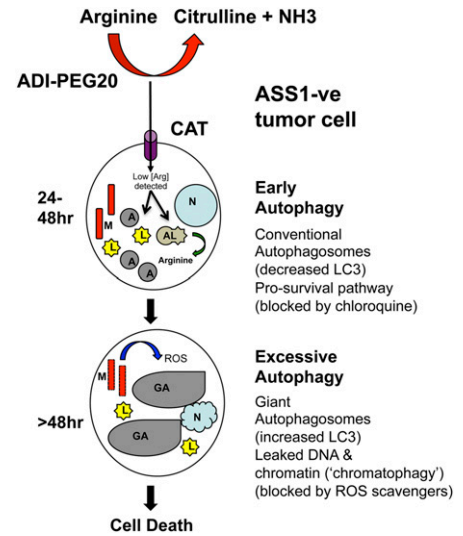 Arginine Citrulline + NH3
ADI-PEG20
ASS1-ve
tumor cell
CAT
Low [Arg]
detected
24-
48hr
N
M
A
L
AL
A
L
A
A
Arginine
Early
Autophagy
Conventional
Autophagosomes
(decreased LC3)
Pro-survival pathway
(blocked by chloroquine)
>48hr
ROS
M
GA
L
N
GA
L
Excessive
Autophagy
Giant
Autophagosomes
(increased LC3)
Leaked DNA &
chromatin (‘chromatophagy’)
(blocked by ROS scavengers)
Cell Death